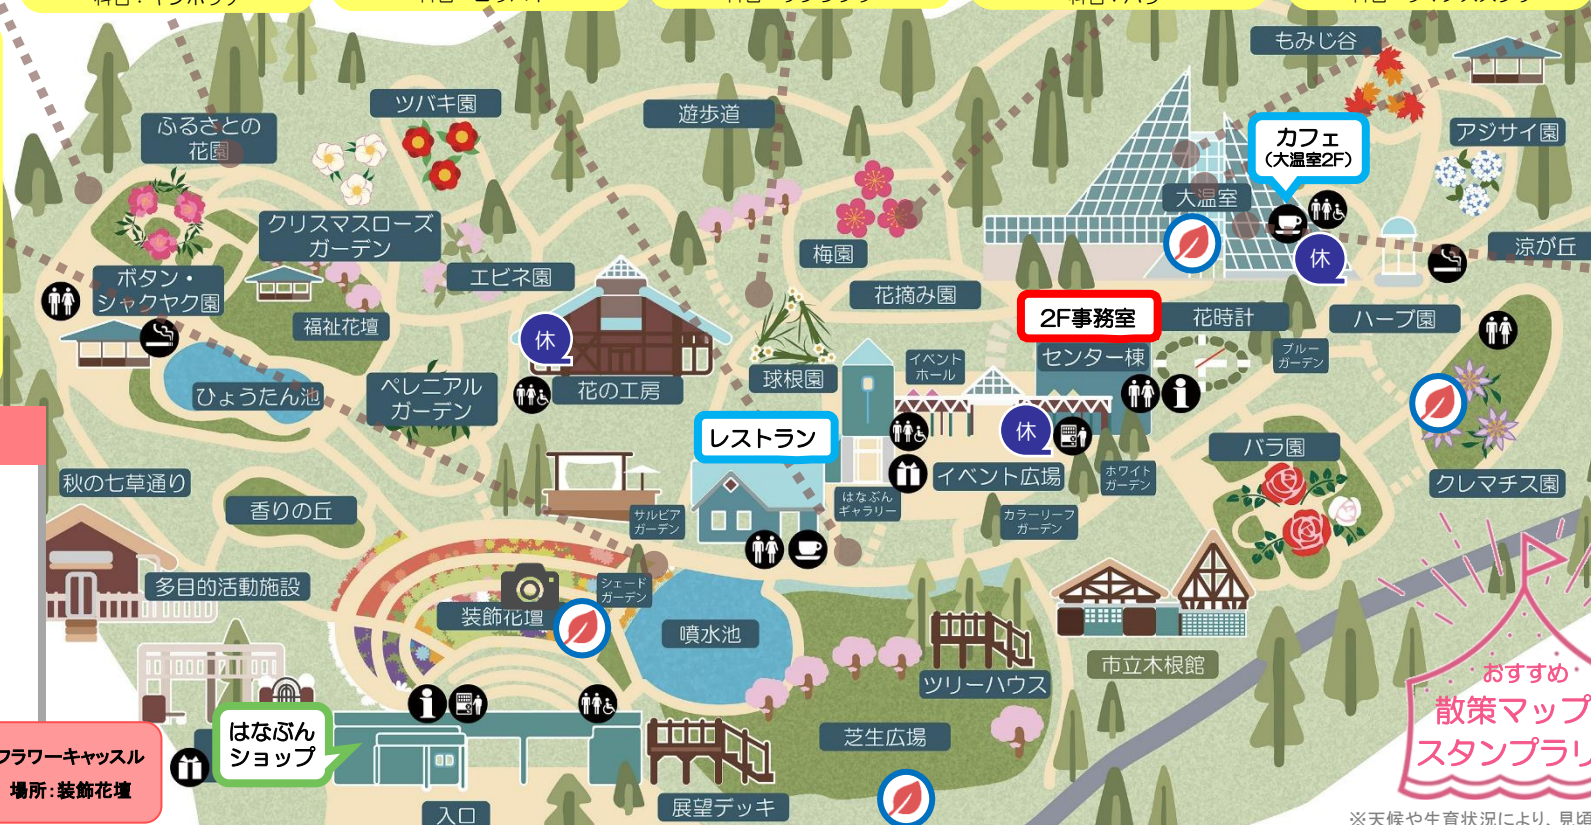 もみじ谷
ツバキ園
遊歩道
ふるさとの
花園
アジサイ園
カフェ
(大温室2F)
大温室
クリスマスローズ
ガーデン
梅園
涼が丘
休
エビネ園
ボタン・
シャクヤク園
花摘み園
福祉花壇
2F事務室
花時計
ハーブ園
休
センター棟
ブルー
ガーデン
イベント
ホール
球根園
ペレニアル
ガーデン
花の工房
ひょうたん池
レストラン
休
バラ園
イベント広場
ホワイト
ガーデン
クレマチス園
秋の七草通り
香りの丘
はなぶん
ギャラリー
サルビア
ガーデン
カラーリーフ
ガーデン
多目的活動施設
シェード
ガーデン
装飾花壇
噴水池
市立木根館
ツリーハウス
おすすめ
散策マップ
スタンプラリ
はなぶん
ショップ
芝生広場
フラワーキャッスル
場所:装飾花壇
展望デッキ
入口
※天候や生育状況により、見頃